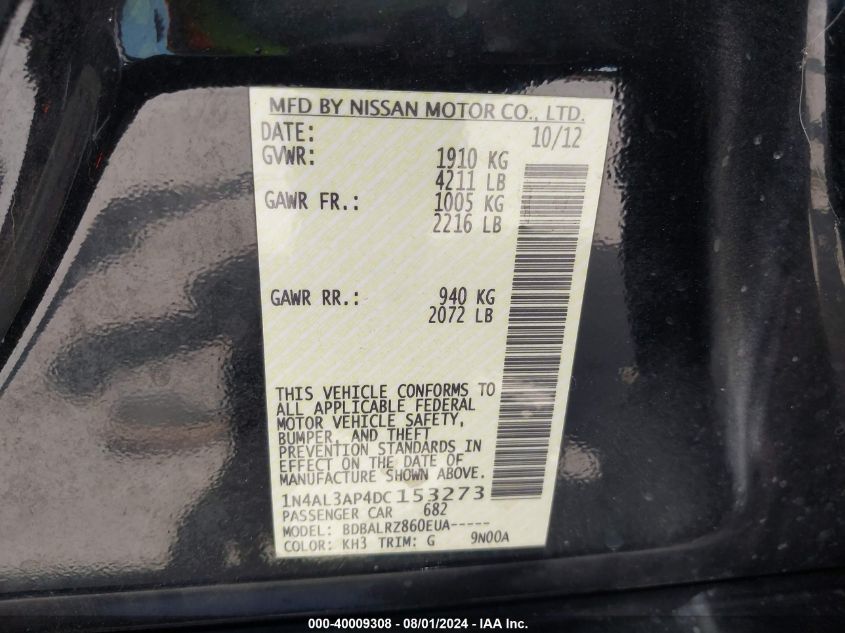 MFD BY NISSAN MOTOR CO., LTD.
DATE: 10/12
GVWR: 1910 KG
4211 LB
GAWR FR.: 1005 KG
2216 LB
GAWR RR.: 940 KG
2072 LB
THIS VEHICLE CONFORMS TO
ALL APPLICABLE FEDERAL
MOTOR VEHICLE SAFETY,
BUMPER, AND THEFT
PREVENTION STANDARDS IN
EFFECT ON THE DATE OF
MANUFACTURE SHOWN ABOVE.
1N4AL3AP4DC153273
PASSENGER CAR 682
MODEL: BDBALRZ860EUA-----
COLOR: KH3 TRIM: G 9N00A
000-40009308 - 08/01/2024 - IAA Inc.